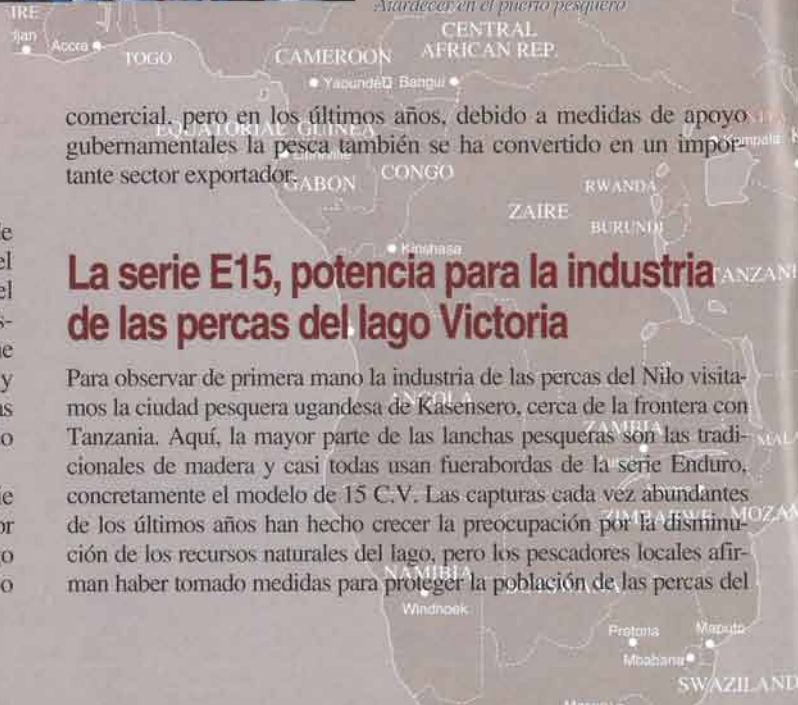 Atardecer en el puerto pesquero
CENTRAL
AFRICAN REP.
Accra
TOGO
CAMEROON
Yaoundé
Bangui
comercial, pero en los últimos años, debido a medidas de apoyo
EQUATORIAL GUINEA
gubernamentales la pesca también se ha convertido en un impor-
Kampala
tante sector exportador.
GABON
CONGO
RWANDA
ZAÏRE
BURUNDI
Kinshasa
La serie E15, potencia para la industria
de las percas del lago Victoria
Para observar de primera mano la industria de las percas del Nilo visita-
mos la ciudad pesquera ugandesa de Kasensero, cerca de la frontera con
ANGOLA
Tanzania. Aquí, la mayor parte de las lanchas pesqueras son las tradi-
ZAMBIA
cionales de madera y casi todas usan fuerabordas de la serie Enduro,
concretamente el modelo de 15 C.V. Las capturas cada vez abundantes
ZIMBABWE
de los últimos años han hecho crecer la preocupación por la disminu-
ción de los recursos naturales del lago, pero los pescadores locales afir-
NAMIBIA
man haber tomado medidas para proteger la población de las percas del
Windhoek
Pretoria
Maputo
Mbabane
SWAZILAND